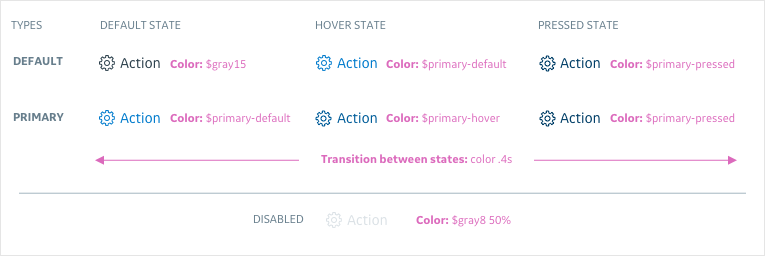 TYPES DEFAULT STATE HOVER STATE PRESSED STATE
DEFAULT Action Color: $gray15 Action Color: $primary-default Action Color: $primary-pressed
PRIMARY Action Color: $primary-default Action Color: $primary-hover Action Color: $primary-pressed
Transition between states: color .4s
DISABLED Action Color: $gray8 50%